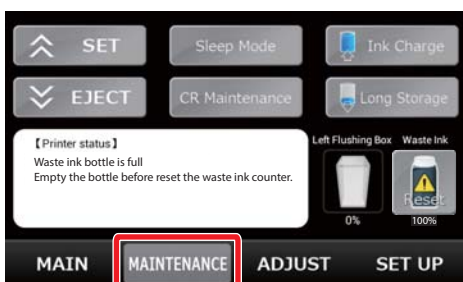 SET
Sleep Mode
Ink Charge
EJECT
CR Maintenance
Long Storage
【Printer status】
Waste ink bottle is full
Empty the bottle before reset the waste ink counter.
Left Flushing Box
Waste Ink
Reset
0%
100%
MAIN
MAINTENANCE
ADJUST
SET UP